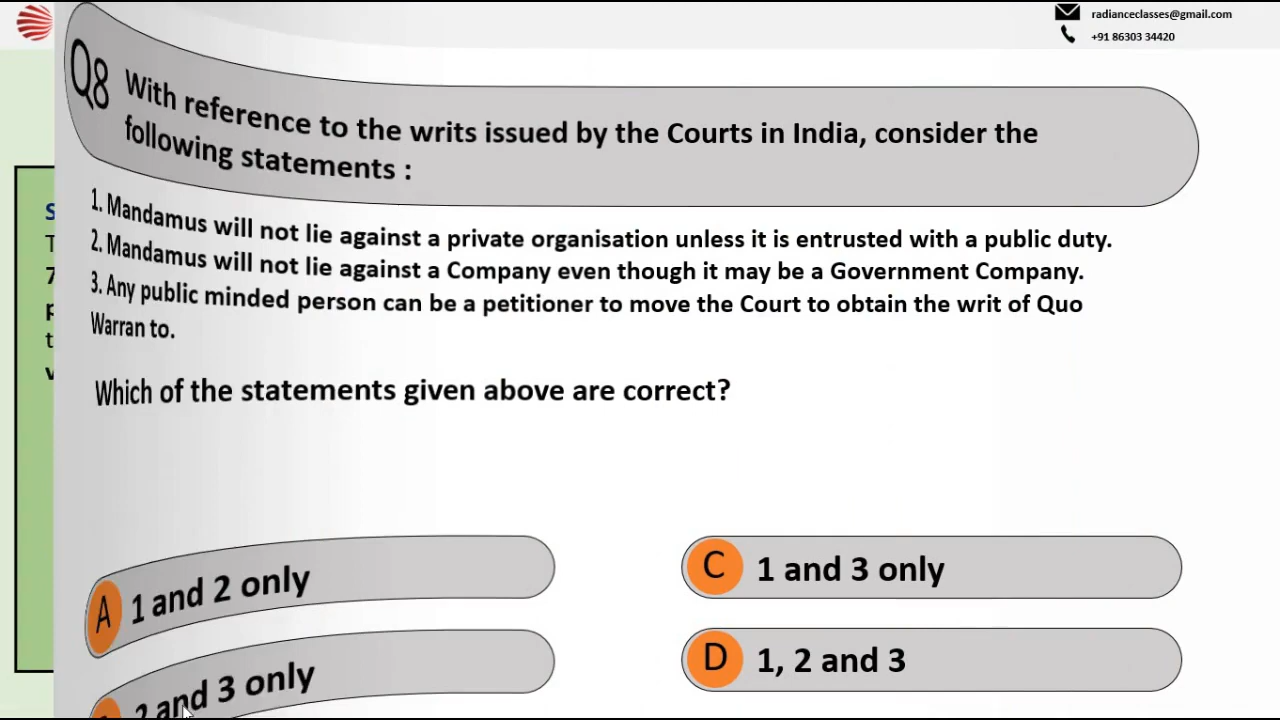 radianceclasses@gmail.com
+91 86303 34420
Q8
With reference to the writs issued by the Courts in India, consider the
following statements :
1. Mandamus will not lie against a private organisation unless it is entrusted with a public duty.
2. Mandamus will not lie against a Company even though it may be a Government Company.
3. Any public minded person can be a petitioner to move the Court to obtain the writ of Quo
Warran to.
Which of the statements given above are correct?
A 1 and 2 only
2 and 3 only
C 1 and 3 only
D 1, 2 and 3